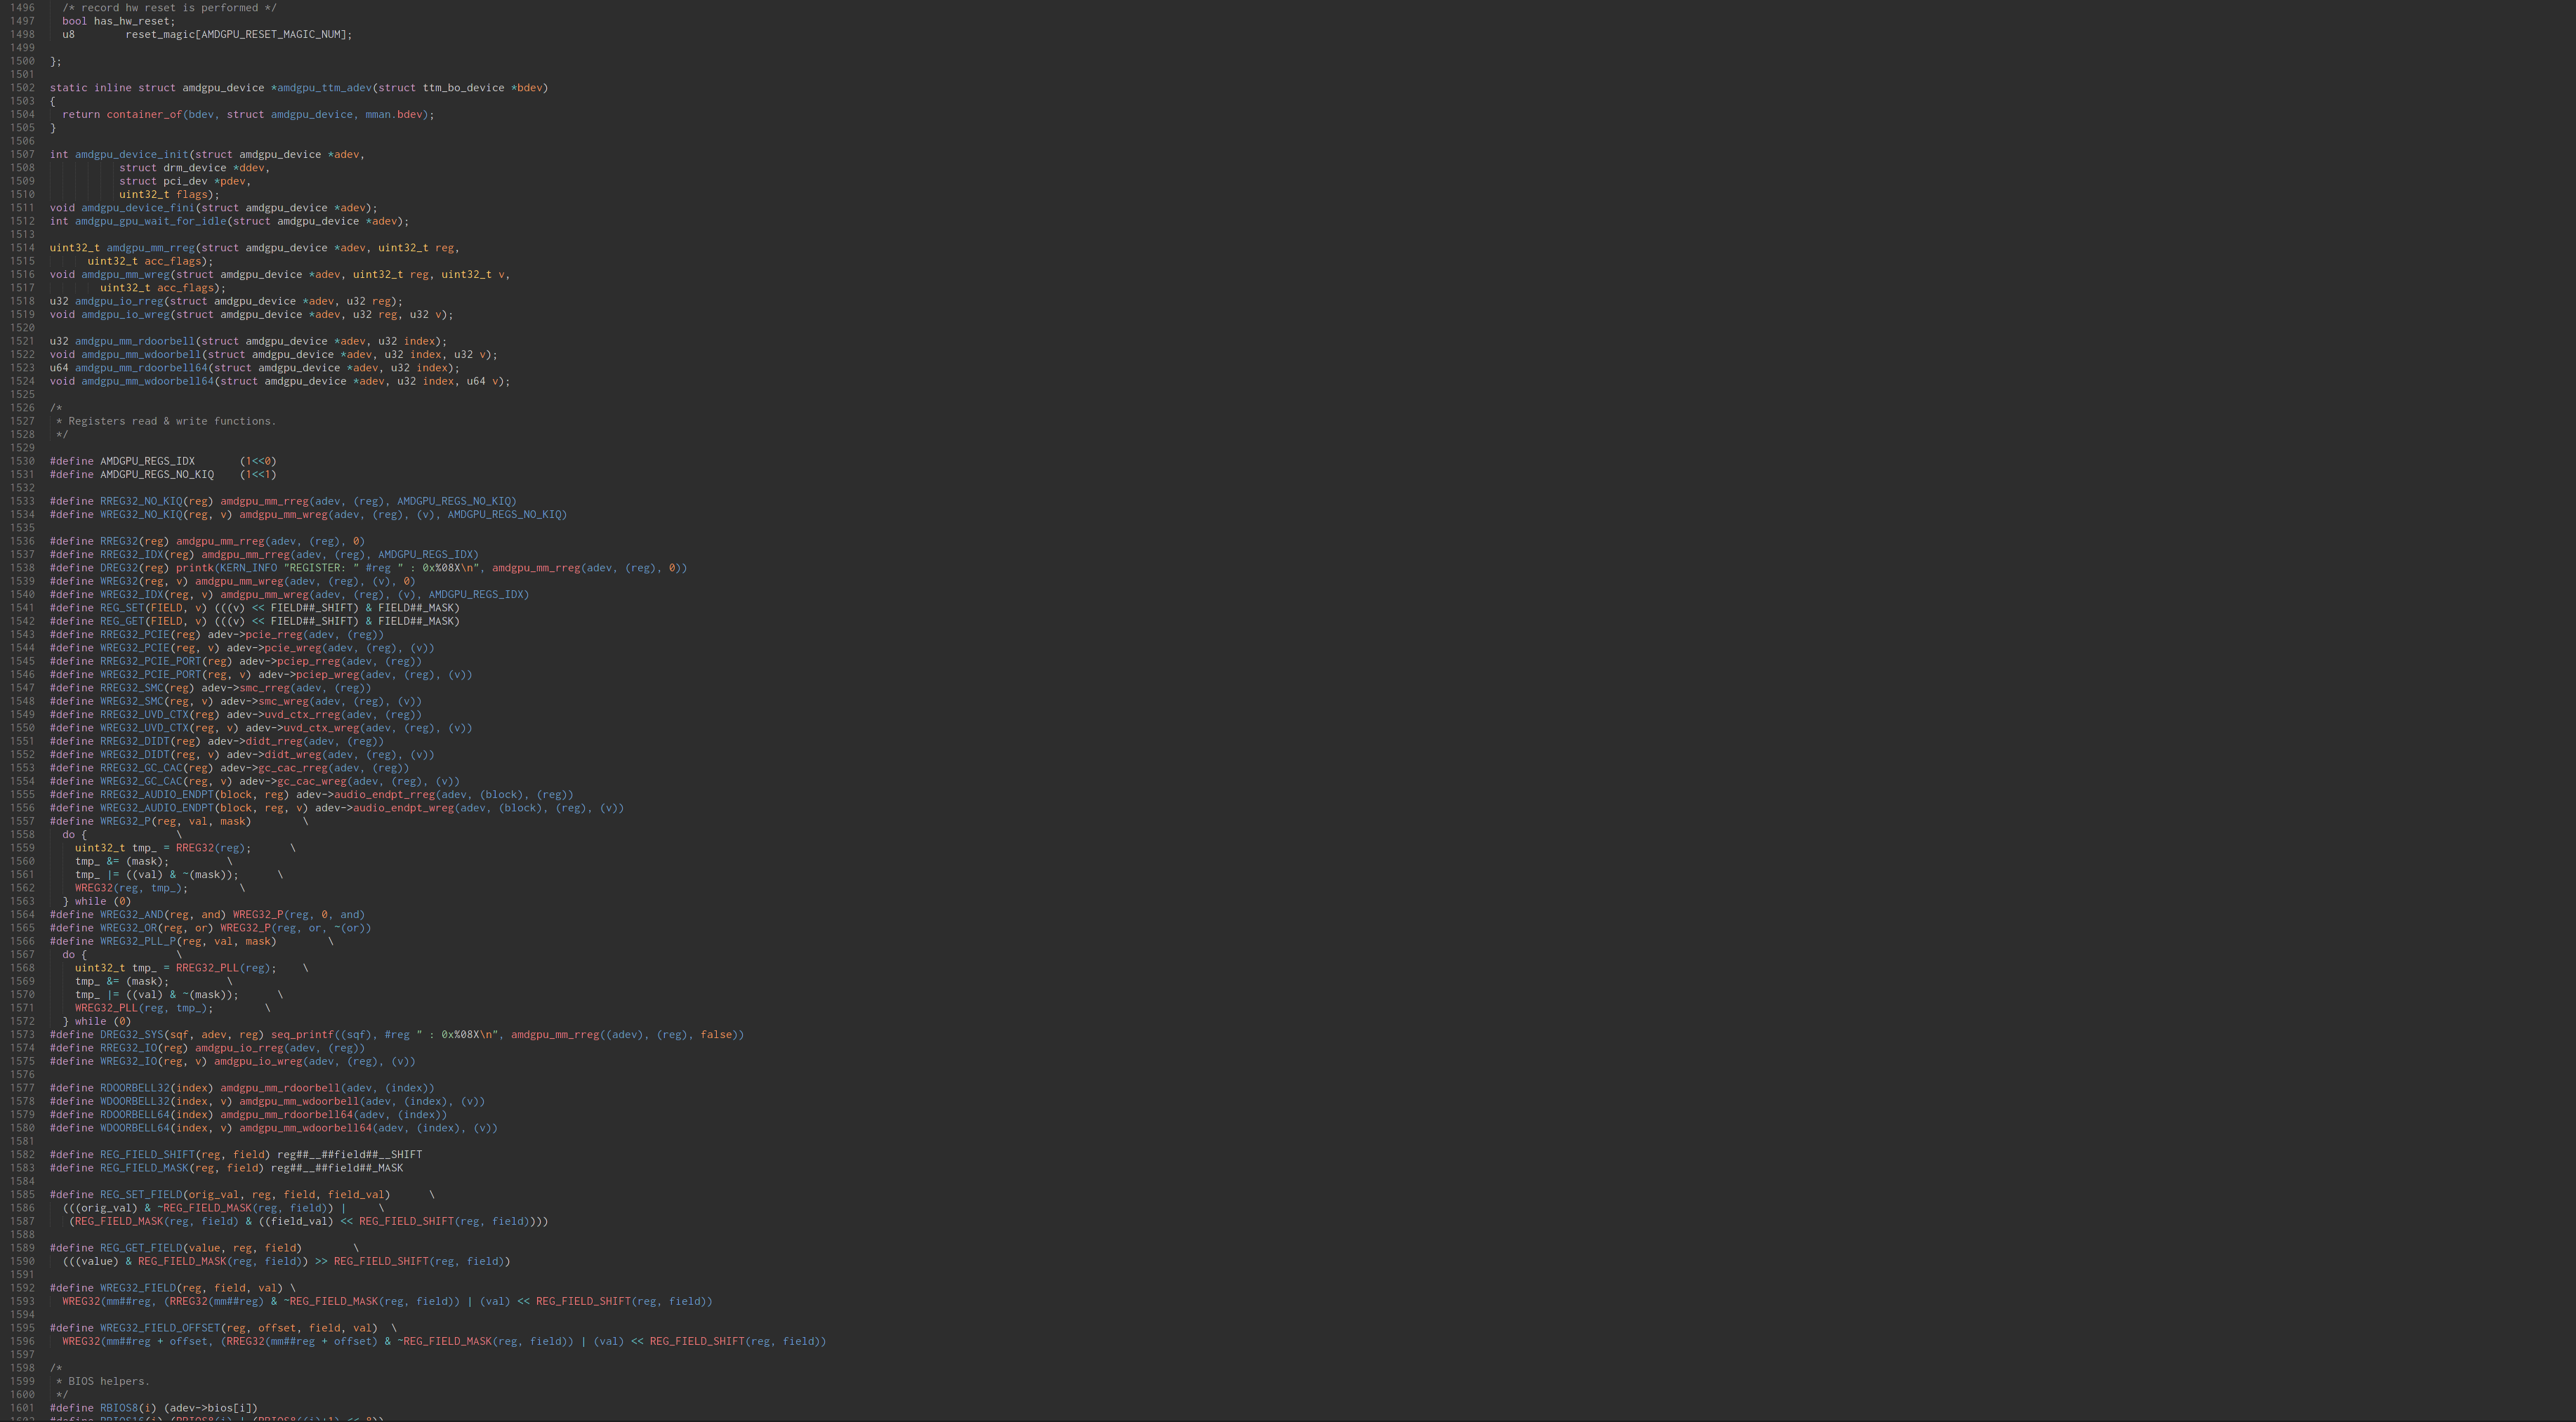 1496 /* record hw reset is performed */
1497 bool has_hw_reset;
1498 u8 reset_magic[AMDGPU_RESET_MAGIC_NUM];
1499
1500 };
1501
1502 static inline struct amdgpu_device *amdgpu_ttm_adev(struct ttm_bo_device *bdev)
1503 {
1504 return container_of(bdev, struct amdgpu_device, mman.bdev);
1505 }
1506
1507 int amdgpu_device_init(struct amdgpu_device *adev,
1508 struct drm_device *ddev,
1509 struct pci_dev *pdev,
1510 uint32_t flags);
1511 void amdgpu_device_fini(struct amdgpu_device *adev);
1512 int amdgpu_gpu_wait_for_idle(struct amdgpu_device *adev);
1513
1514 uint32_t amdgpu_mm_rreg(struct amdgpu_device *adev, uint32_t reg,
1515 uint32_t acc_flags);
1516 void amdgpu_mm_wreg(struct amdgpu_device *adev, uint32_t reg, uint32_t v,
1517 uint32_t acc_flags);
1518 u32 amdgpu_io_rreg(struct amdgpu_device *adev, u32 reg);
1519 void amdgpu_io_wreg(struct amdgpu_device *adev, u32 reg, u32 v);
1520
1521 u32 amdgpu_mm_rdoorbell(struct amdgpu_device *adev, u32 index);
1522 void amdgpu_mm_wdoorbell(struct amdgpu_device *adev, u32 index, u32 v);
1523 u64 amdgpu_mm_rdoorbell64(struct amdgpu_device *adev, u32 index);
1524 void amdgpu_mm_wdoorbell64(struct amdgpu_device *adev, u32 index, u64 v);
1525
1526 /*
1527 * Registers read & write functions.
1528 */
1529
1530 #define AMDGPU_REGS_IDX (1<<0)
1531 #define AMDGPU_REGS_NO_KIQ (1<<1)
1532
1533 #define RREG32_NO_KIQ(reg) amdgpu_mm_rreg(adev, (reg), AMDGPU_REGS_NO_KIQ)
1534 #define WREG32_NO_KIQ(reg, v) amdgpu_mm_wreg(adev, (reg), (v), AMDGPU_REGS_NO_KIQ)
1535
1536 #define RREG32(reg) amdgpu_mm_rreg(adev, (reg), 0)
1537 #define RREG32_IDX(reg) amdgpu_mm_rreg(adev, (reg), AMDGPU_REGS_IDX)
1538 #define DREG32(reg) printk(KERN_INFO "REGISTER: " #reg " : 0x%08X\n", amdgpu_mm_rreg(adev, (reg), 0))
1539 #define WREG32(reg, v) amdgpu_mm_wreg(adev, (reg), (v), 0)
1540 #define WREG32_IDX(reg, v) amdgpu_mm_wreg(adev, (reg), (v), AMDGPU_REGS_IDX)
1541 #define REG_SET(FIELD, v) (((v) << FIELD##_SHIFT) & FIELD##_MASK)
1542 #define REG_GET(FIELD, v) (((v) << FIELD##_SHIFT) & FIELD##_MASK)
1543 #define RREG32_PCIE(reg) adev->pcie_rreg(adev, (reg))
1544 #define WREG32_PCIE(reg, v) adev->pcie_wreg(adev, (reg), (v))
1545 #define RREG32_PCIE_PORT(reg) adev->pciep_rreg(adev, (reg))
1546 #define WREG32_PCIE_PORT(reg, v) adev->pciep_wreg(adev, (reg), (v))
1547 #define RREG32_SMC(reg) adev->smc_rreg(adev, (reg))
1548 #define WREG32_SMC(reg, v) adev->smc_wreg(adev, (reg), (v))
1549 #define RREG32_UVD_CTX(reg) adev->uvd_ctx_rreg(adev, (reg))
1550 #define WREG32_UVD_CTX(reg, v) adev->uvd_ctx_wreg(adev, (reg), (v))
1551 #define RREG32_DIDT(reg) adev->didt_rreg(adev, (reg))
1552 #define WREG32_DIDT(reg, v) adev->didt_wreg(adev, (reg), (v))
1553 #define RREG32_GC_CAC(reg) adev->gc_cac_rreg(adev, (reg))
1554 #define WREG32_GC_CAC(reg, v) adev->gc_cac_wreg(adev, (reg), (v))
1555 #define RREG32_AUDIO_ENDPT(block, reg) adev->audio_endpt_rreg(adev, (block), (reg))
1556 #define WREG32_AUDIO_ENDPT(block, reg, v) adev->audio_endpt_wreg(adev, (block), (reg), (v))
1557 #define WREG32_P(reg, val, mask) \
1558 do { \
1559 uint32_t tmp_ = RREG32(reg); \
1560 tmp_ &= (mask); \
1561 tmp_ |= ((val) & ~(mask)); \
1562 WREG32(reg, tmp_); \
1563 } while (0)
1564 #define WREG32_AND(reg, and) WREG32_P(reg, 0, and)
1565 #define WREG32_OR(reg, or) WREG32_P(reg, or, ~(or))
1566 #define WREG32_PLL_P(reg, val, mask) \
1567 do { \
1568 uint32_t tmp_ = RREG32_PLL(reg); \
1569 tmp_ &= (mask); \
1570 tmp_ |= ((val) & ~(mask)); \
1571 WREG32_PLL(reg, tmp_); \
1572 } while (0)
1573 #define DREG32_SYS(sqf, adev, reg) seq_printf((sqf), #reg " : 0x%08X\n", amdgpu_mm_rreg((adev), (reg), false))
1574 #define RREG32_IO(reg) amdgpu_io_rreg(adev, (reg))
1575 #define WREG32_IO(reg, v) amdgpu_io_wreg(adev, (reg), (v))
1576
1577 #define RDOORBELL32(index) amdgpu_mm_rdoorbell(adev, (index))
1578 #define WDOORBELL32(index, v) amdgpu_mm_wdoorbell(adev, (index), (v))
1579 #define RDOORBELL64(index) amdgpu_mm_rdoorbell64(adev, (index))
1580 #define WDOORBELL64(index, v) amdgpu_mm_wdoorbell64(adev, (index), (v))
1581
1582 #define REG_FIELD_SHIFT(reg, field) reg##__##field##__SHIFT
1583 #define REG_FIELD_MASK(reg, field) reg##__##field##_MASK
1584
1585 #define REG_SET_FIELD(orig_val, reg, field, field_val) \
1586 (((orig_val) & ~REG_FIELD_MASK(reg, field)) | \
1587 (REG_FIELD_MASK(reg, field) & ((field_val) << REG_FIELD_SHIFT(reg, field))))
1588
1589 #define REG_GET_FIELD(value, reg, field) \
1590 (((value) & REG_FIELD_MASK(reg, field)) >> REG_FIELD_SHIFT(reg, field))
1591
1592 #define WREG32_FIELD(reg, field, val) \
1593 WREG32(mm##reg, (RREG32(mm##reg) & ~REG_FIELD_MASK(reg, field)) | (val) << REG_FIELD_SHIFT(reg, field))
1594
1595 #define WREG32_FIELD_OFFSET(reg, offset, field, val) \
1596 WREG32(mm##reg + offset, (RREG32(mm##reg + offset) & ~REG_FIELD_MASK(reg, field)) | (val) << REG_FIELD_SHIFT(reg, field))
1597
1598 /*
1599 * BIOS helpers.
1600 */
1601 #define RBIOS8(i) (adev->bios[i])
1602 #define RBIOS16(i) (RBIOS8(i) | (RBIOS8((i)+1) << 8))